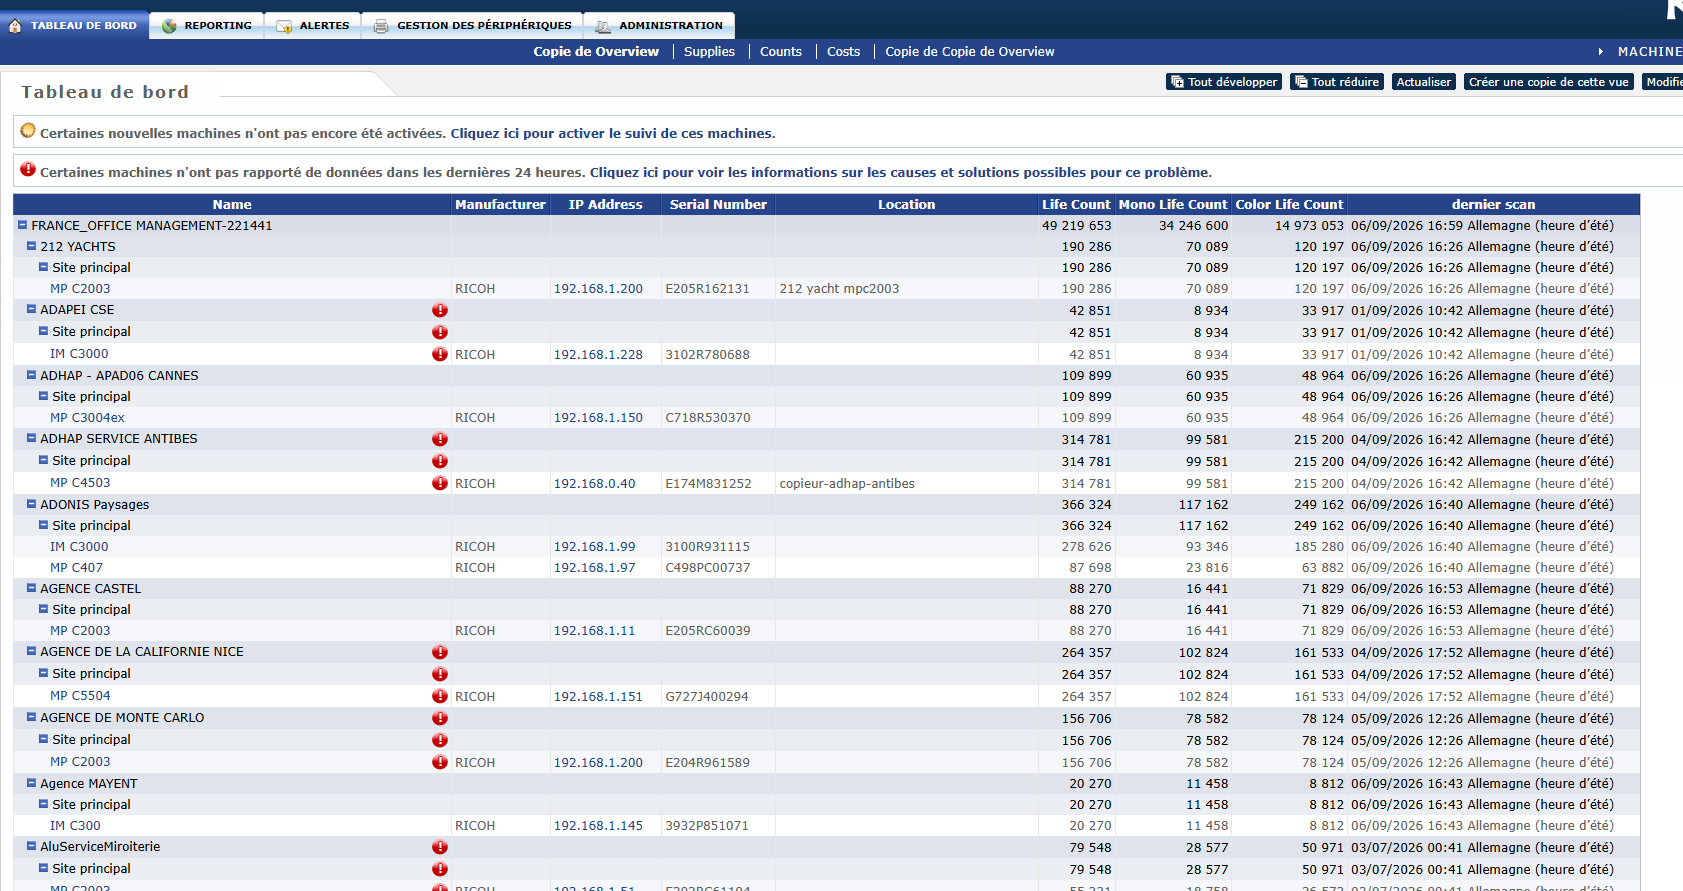 TABLEAU DE BORD REPORTING ALERTES GESTION DES PÉRIPHÉRIQUES ADMINISTRATION
Copie de Overview Supplies Counts Costs Copie de Copie de Overview MACHINE
Tableau de bord Tout développer Tout réduire Actualiser Créer une copie de cette vue Modifie
Certaines nouvelles machines n'ont pas encore été activées. Cliquez ici pour activer le suivi de ces machines.
Certaines machines n'ont pas rapporté de données dans les dernières 24 heures. Cliquez ici pour voir les informations sur les causes et solutions possibles pour ce problème.
Name Manufacturer IP Address Serial Number Location Life Count Mono Life Count Color Life Count dernier scan
FRANCE_OFFICE MANAGEMENT-221441 49 219 653 34 246 600 14 973 053 06/09/2026 16:59 Allemagne (heure d'été)
212 YACHTS 190 286 70 089 120 197 06/09/2026 16:26 Allemagne (heure d'été)
Site principal 190 286 70 089 120 197 06/09/2026 16:26 Allemagne (heure d'été)
MP C2003 RICOH 192.168.1.200 E205R162131 212 yacht mpc2003 190 286 70 089 120 197 06/09/2026 16:26 Allemagne (heure d'été)
ADAPEI CSE 42 851 8 934 33 917 01/09/2026 10:42 Allemagne (heure d'été)
Site principal 42 851 8 934 33 917 01/09/2026 10:42 Allemagne (heure d'été)
IM C3000 RICOH 192.168.1.228 3102R780688 42 851 8 934 33 917 01/09/2026 10:42 Allemagne (heure d'été)
ADHAP - APAD06 CANNES 109 899 60 935 48 964 06/09/2026 16:26 Allemagne (heure d'été)
Site principal 109 899 60 935 48 964 06/09/2026 16:26 Allemagne (heure d'été)
MP C3004ex RICOH 192.168.1.150 C718R530370 109 899 60 935 48 964 06/09/2026 16:26 Allemagne (heure d'été)
ADHAP SERVICE ANTIBES 314 781 99 581 215 200 04/09/2026 16:42 Allemagne (heure d'été)
Site principal 314 781 99 581 215 200 04/09/2026 16:42 Allemagne (heure d'été)
MP C4503 RICOH 192.168.0.40 E174M831252 copieur-adhap-antibes 314 781 99 581 215 200 04/09/2026 16:42 Allemagne (heure d'été)
ADONIS Paysages 366 324 117 162 249 162 06/09/2026 16:40 Allemagne (heure d'été)
Site principal 366 324 117 162 249 162 06/09/2026 16:40 Allemagne (heure d'été)
IM C3000 RICOH 192.168.1.99 3100R931115 278 626 93 346 185 280 06/09/2026 16:40 Allemagne (heure d'été)
MP C407 RICOH 192.168.1.97 C498PC00737 87 698 23 816 63 882 06/09/2026 16:40 Allemagne (heure d'été)
AGENCE CASTEL 88 270 16 441 71 829 06/09/2026 16:53 Allemagne (heure d'été)
Site principal 88 270 16 441 71 829 06/09/2026 16:53 Allemagne (heure d'été)
MP C2003 RICOH 192.168.1.11 E205RC60039 88 270 16 441 71 829 06/09/2026 16:53 Allemagne (heure d'été)
AGENCE DE LA CALIFORNIE NICE 264 357 102 824 161 533 04/09/2026 17:52 Allemagne (heure d'été)
Site principal 264 357 102 824 161 533 04/09/2026 17:52 Allemagne (heure d'été)
MP C5504 RICOH 192.168.1.151 G727J400294 264 357 102 824 161 533 04/09/2026 17:52 Allemagne (heure d'été)
AGENCE DE MONTE CARLO 156 706 78 582 78 124 05/09/2026 12:26 Allemagne (heure d'été)
Site principal 156 706 78 582 78 124 05/09/2026 12:26 Allemagne (heure d'été)
MP C2003 RICOH 192.168.1.200 E204R961589 156 706 78 582 78 124 05/09/2026 12:26 Allemagne (heure d'été)
Agence MAYENT 20 270 11 458 8 812 06/09/2026 16:43 Allemagne (heure d'été)
Site principal 20 270 11 458 8 812 06/09/2026 16:43 Allemagne (heure d'été)
IM C300 RICOH 192.168.1.145 3932P851071 20 270 11 458 8 812 06/09/2026 16:43 Allemagne (heure d'été)
AluServiceMiroiterie 79 548 28 577 50 971 03/07/2026 00:41 Allemagne (heure d'été)
Site principal 79 548 28 577 50 971 03/07/2026 00:41 Allemagne (heure d'été)
MP C2003 RICOH 03/07/2026 00:41 Allemagne (heure d'été)